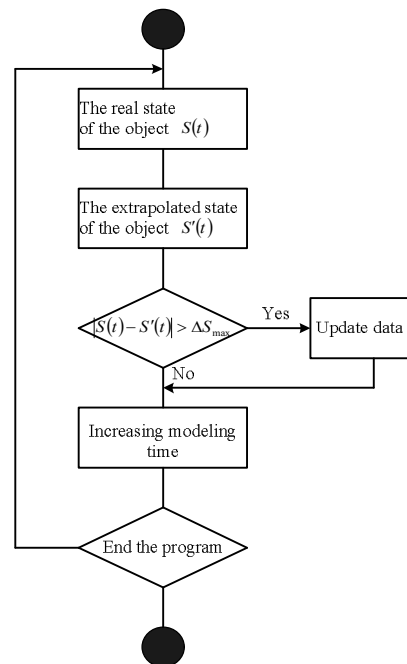 The real state
of the object S(t)
The extrapolated state
of the object S′(t)
|S(t)−S′(t)| > ΔSmax
Yes
Update data
No
Increasing modeling
time
End the program